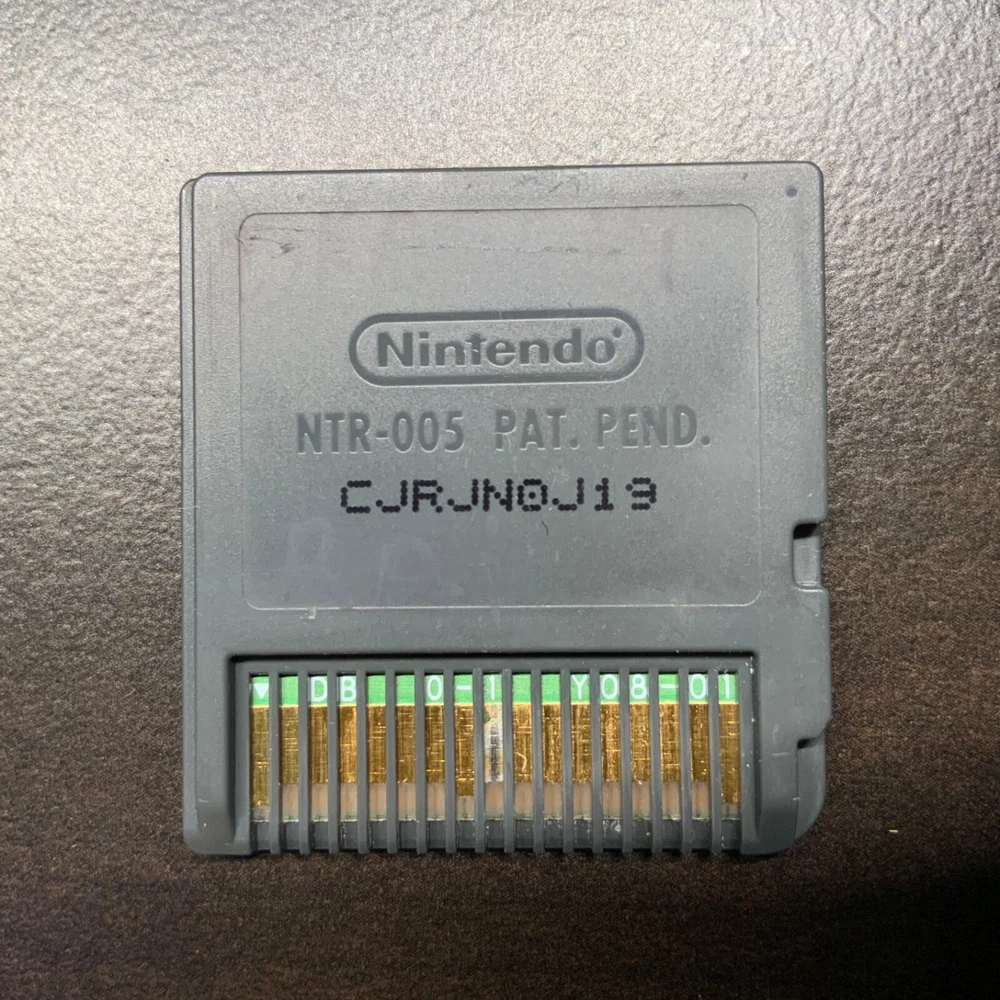 Nintendo
NTR-005 PAT. PEND.
CJRJN0J19
DB 0-1 Y08-01